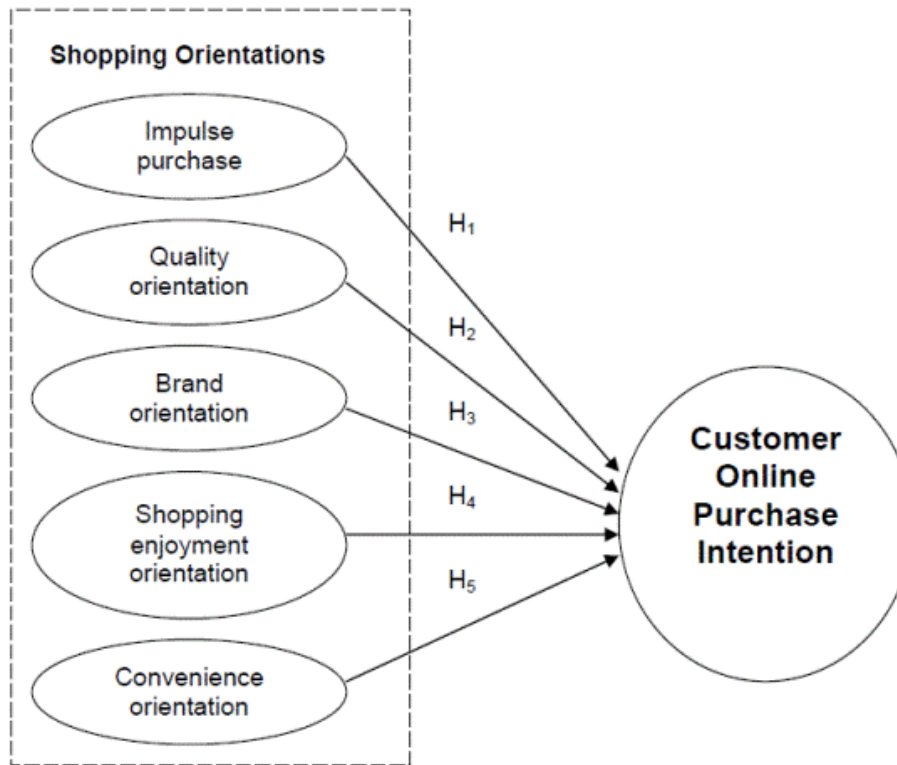 Shopping Orientations
Impulse
purchase
H₁
Quality
orientation
H₂
Brand
orientation
H₃
Shopping
enjoyment
orientation
H₄
Convenience
orientation
H₅
Customer
Online
Purchase
Intention